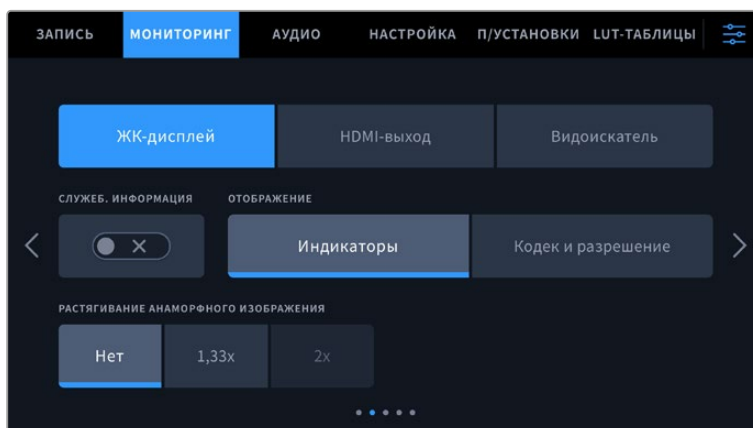 ЗАПИСЬ МОНИТОРИНГ АУДИО НАСТРОЙКА П/УСТАНОВКИ LUT-ТАБЛИЦЫ
ЖК-дисплей HDMI-выход Видоискатель
СЛУЖЕБ. ИНФОРМАЦИЯ ОТОБРАЖЕНИЕ
Индикаторы Кодек и разрешение
РАСТЯГИВАНИЕ АНАМОРФНОГО ИЗОБРАЖЕНИЯ
Нет 1,33x 2x